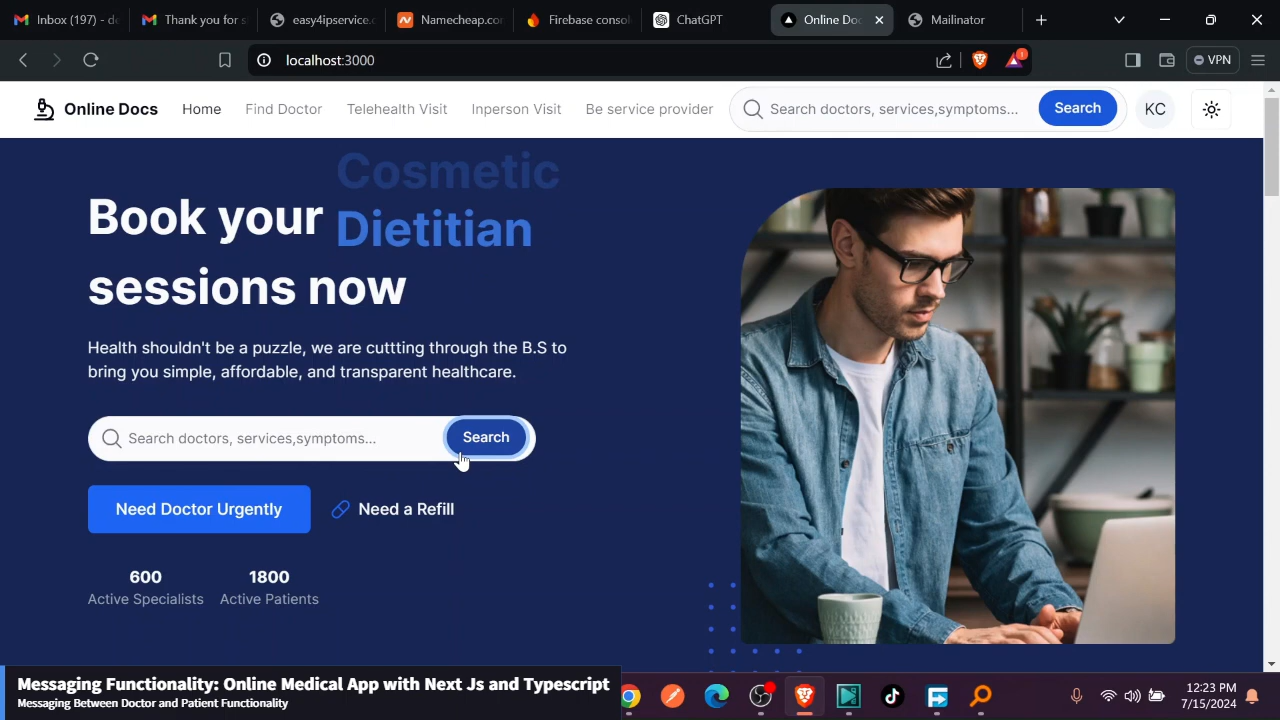 Inbox (197) - de
Thank you for s
easy4ipservice.c
Namecheap.com
Firebase consol
ChatGPT
Online Doc
Mailinator
localhost:3000
1
VPN
Online Docs
Home
Find Doctor
Telehealth Visit
Inperson Visit
Be service provider
Search doctors, services,symptoms...
Search
KC
Cosmetic
Book your
Dietitian
sessions now
Health shouldn't be a puzzle, we are cuttting through the B.S to
bring you simple, affordable, and transparent healthcare.
Search doctors, services,symptoms...
Search
Need Doctor Urgently
Need a Refill
600
1800
Active Specialists
Active Patients
Messaging Functionality: Online Medical App with Next Js and Typescript
Messaging Between Doctor and Patient Functionality
12:23 PM
7/15/2024